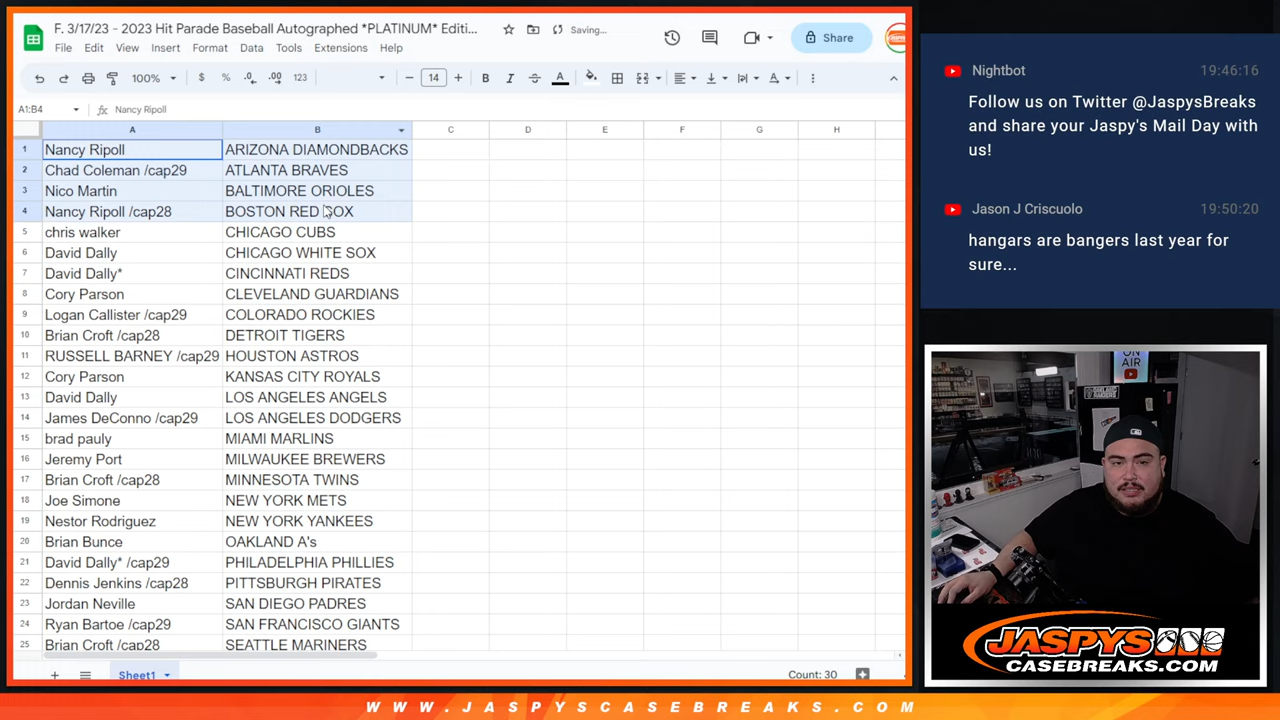 F. 3/17/23 - 2023 Hit Parade Baseball Autographed *PLATINUM* Editi...
Saving...
Share
File Edit View Insert Format Data Tools Extensions Help
100% $ % .0 .00 123 14 B I A
A1:B4 fx Nancy Ripoll
A B C D E F G H
1 Nancy Ripoll ARIZONA DIAMONDBACKS
2 Chad Coleman /cap29 ATLANTA BRAVES
3 Nico Martin BALTIMORE ORIOLES
4 Nancy Ripoll /cap28 BOSTON RED SOX
5 chris walker CHICAGO CUBS
6 David Dally CHICAGO WHITE SOX
7 David Dally* CINCINNATI REDS
8 Cory Parson CLEVELAND GUARDIANS
9 Logan Callister /cap29 COLORADO ROCKIES
10 Brian Croft /cap28 DETROIT TIGERS
11 RUSSELL BARNEY /cap29 HOUSTON ASTROS
12 Cory Parson KANSAS CITY ROYALS
13 David Dally LOS ANGELES ANGELS
14 James DeConno /cap29 LOS ANGELES DODGERS
15 brad pauly MIAMI MARLINS
16 Jeremy Port MILWAUKEE BREWERS
17 Brian Croft /cap28 MINNESOTA TWINS
18 Joe Simone NEW YORK METS
19 Nestor Rodriguez NEW YORK YANKEES
20 Brian Bunce OAKLAND A's
21 David Dally* /cap29 PHILADELPHIA PHILLIES
22 Dennis Jenkins /cap28 PITTSBURGH PIRATES
23 Jordan Neville SAN DIEGO PADRES
24 Ryan Bartoe /cap29 SAN FRANCISCO GIANTS
25 Brian Croft /cap28 SEATTLE MARINERS
Sheet1
Count: 30
Nightbot 19:46:16
Follow us on Twitter @JaspysBreaks
and share your Jaspy's Mail Day with
us!
Jason J Criscuolo 19:50:20
hangars are bangers last year for
sure...
ON
AIR
JASPYS
CASEBREAKS.COM
WWW.JASPYSCASEBREAKS.COM